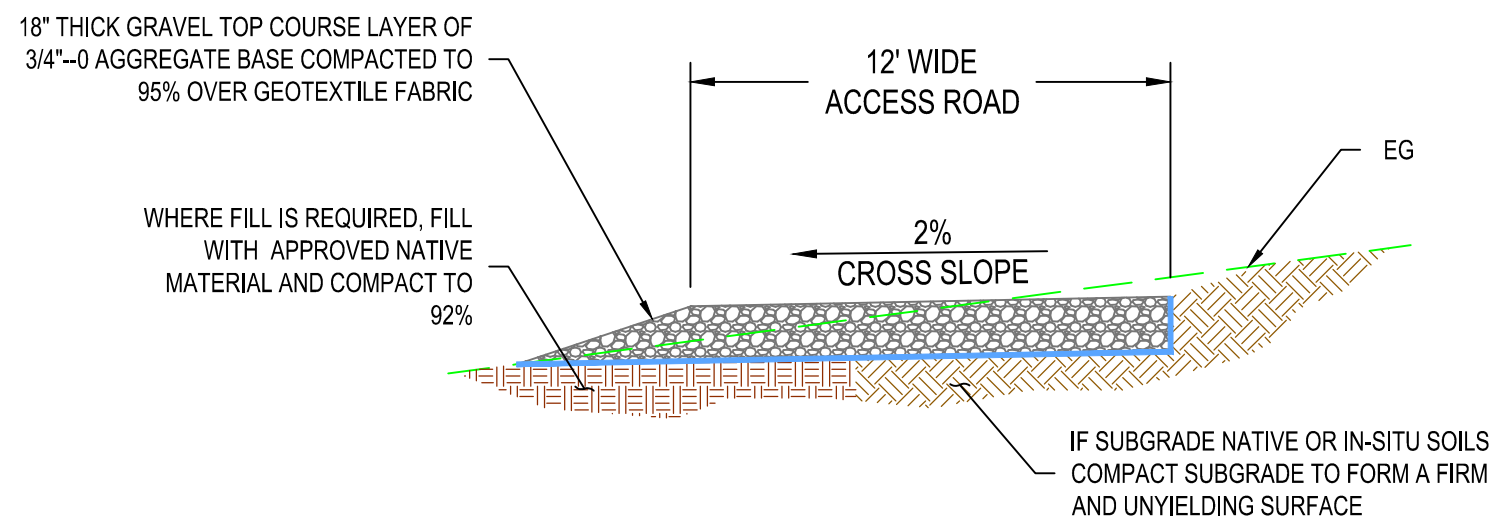 18" THICK GRAVEL TOP COURSE LAYER OF
3/4"--0 AGGREGATE BASE COMPACTED TO
95% OVER GEOTEXTILE FABRIC
12' WIDE
ACCESS ROAD
EG
WHERE FILL IS REQUIRED, FILL
WITH APPROVED NATIVE
MATERIAL AND COMPACT TO
92%
2%
CROSS SLOPE
IF SUBGRADE NATIVE OR IN-SITU SOILS
COMPACT SUBGRADE TO FORM A FIRM
AND UNYIELDING SURFACE